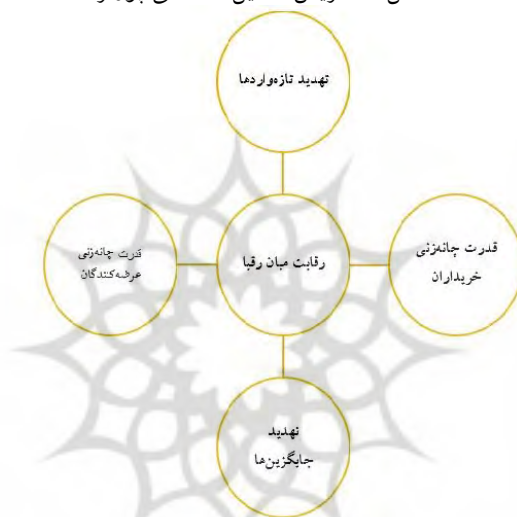 تهدید تازه‌واردها
قدرت چانه‌زنی
عرضه‌کنندگان
رقابت میان رقبا
قدرت چانه‌زنی
خریداران
تهدید
جایگزین‌ها